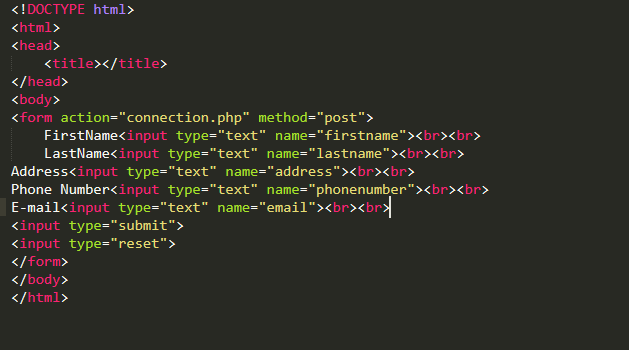 <!DOCTYPE html>
<html>
<head>
    <title></title>
</head>
<body>
<form action="connection.php" method="post">
    FirstName<input type="text" name="firstname"><br><br>
    LastName<input type="text" name="lastname"><br><br>
Address<input type="text" name="address"><br><br>
Phone Number<input type="text" name="phonenumber"><br><br>
E-mail<input type="text" name="email"><br><br>
<input type="submit">
<input type="reset">
</form>
</body>
</html>